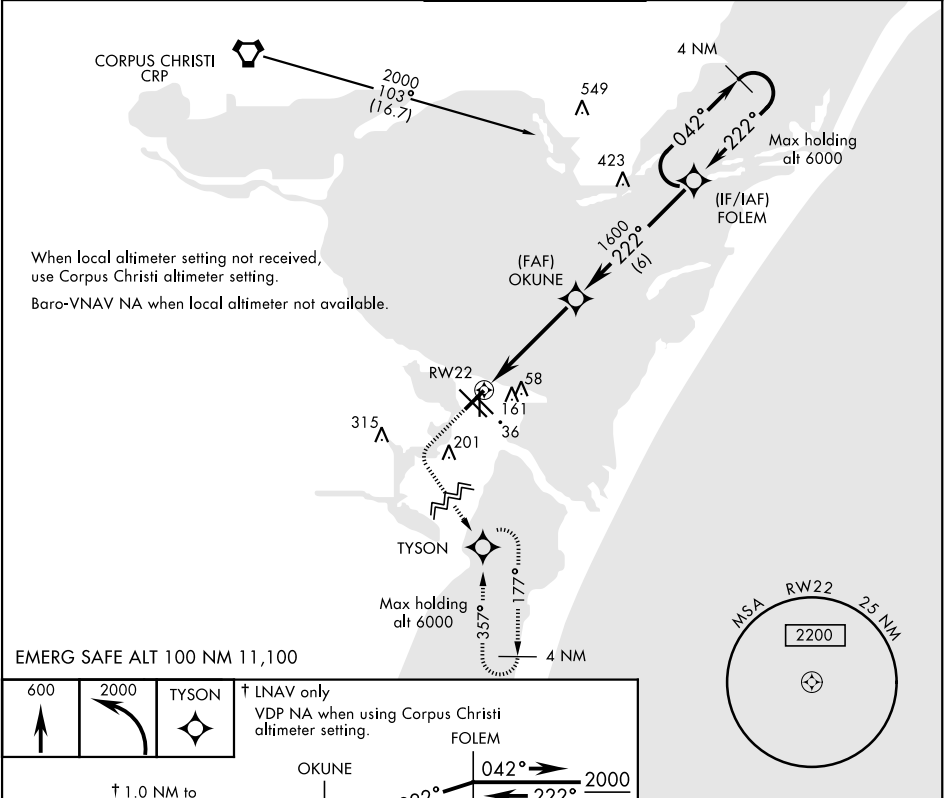 CORPUS CHRISTI
CRP
2000
103°
(16.7)
549
423
4 NM
042°
222°
Max holding
alt 6000
(IF/IAF)
FOLEM
1600
222°
(6)
(FAF)
OKUNE
When local altimeter setting not received,
use Corpus Christi altimeter setting.
Baro-VNAV NA when local altimeter not available.
RW22
58
161
36
315
201
TYSON
Max holding
alt 6000
357°
177°
4 NM
MSA RW22 25 NM
2200
EMERG SAFE ALT 100 NM 11,100
600
2000
TYSON
† LNAV only
VDP NA when using Corpus Christi
altimeter setting.
FOLEM
OKUNE
042°
2000
222°
† 1.0 NM to